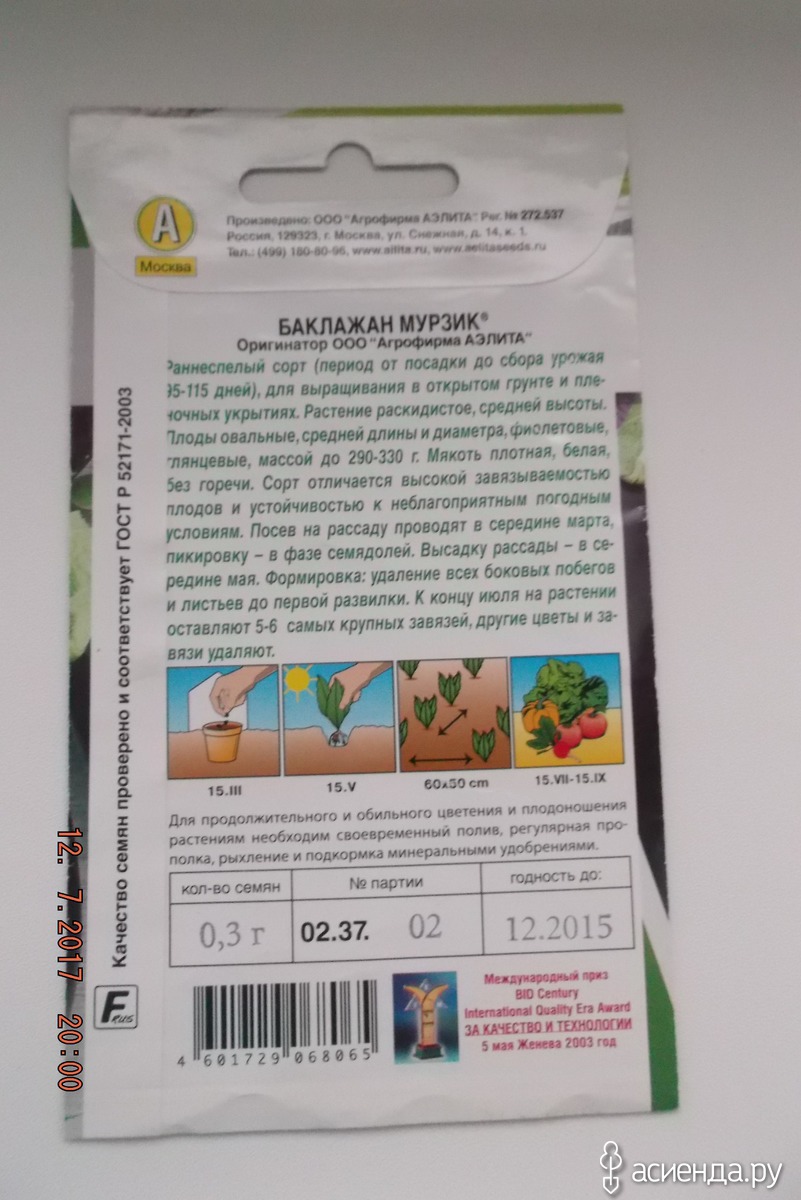 А
Москва
Произведено: ООО "Агрофирма АЭЛИТА" Рег. № 272.537
Россия, 129323, г. Москва, ул. Снежная, д. 14, к. 1.
Тел.: (499) 180-80-96, www.ailita.ru, www.aelitaseeds.ru
БАКЛАЖАН МУРЗИК®
Оригинатор ООО "Агрофирма АЭЛИТА"
Раннеспелый сорт (период от посадки до сбора урожая
95-115 дней), для выращивания в открытом грунте и пле-
ночных укрытиях. Растение раскидистое, средней высоты.
Плоды овальные, средней длины и диаметра, фиолетовые,
глянцевые, массой до 290-330 г. Мякоть плотная, белая,
без горечи. Сорт отличается высокой завязываемостью
плодов и устойчивостью к неблагоприятным погодным
условиям. Посев на рассаду проводят в середине марта,
пикировку – в фазе семядолей. Высадку рассады – в се-
редине мая. Формировка: удаление всех боковых побегов
и листьев до первой развилки. К концу июля на растении
оставляют 5-6 самых крупных завязей, другие цветы и за-
вязи удаляют.
15.III 15.V 60х50 cm 15.VII-15.IX
Для продолжительного и обильного цветения и плодоношения
растениям необходим своевременный полив, регулярная про-
полка, рыхление и подкормка минеральными удобрениями.
кол-во семян № партии годность до:
0,3 г 02.37. 02 12.2015
Качество семян проверено и соответствует ГОСТ Р 52171-2003
F RUS
4 601729 068065
Международный приз
BID Century
International Quality Era Award
ЗА КАЧЕСТВО И ТЕХНОЛОГИИ
5 мая Женева 2003 год
12. 7.2017 20:00
асиенда.ру